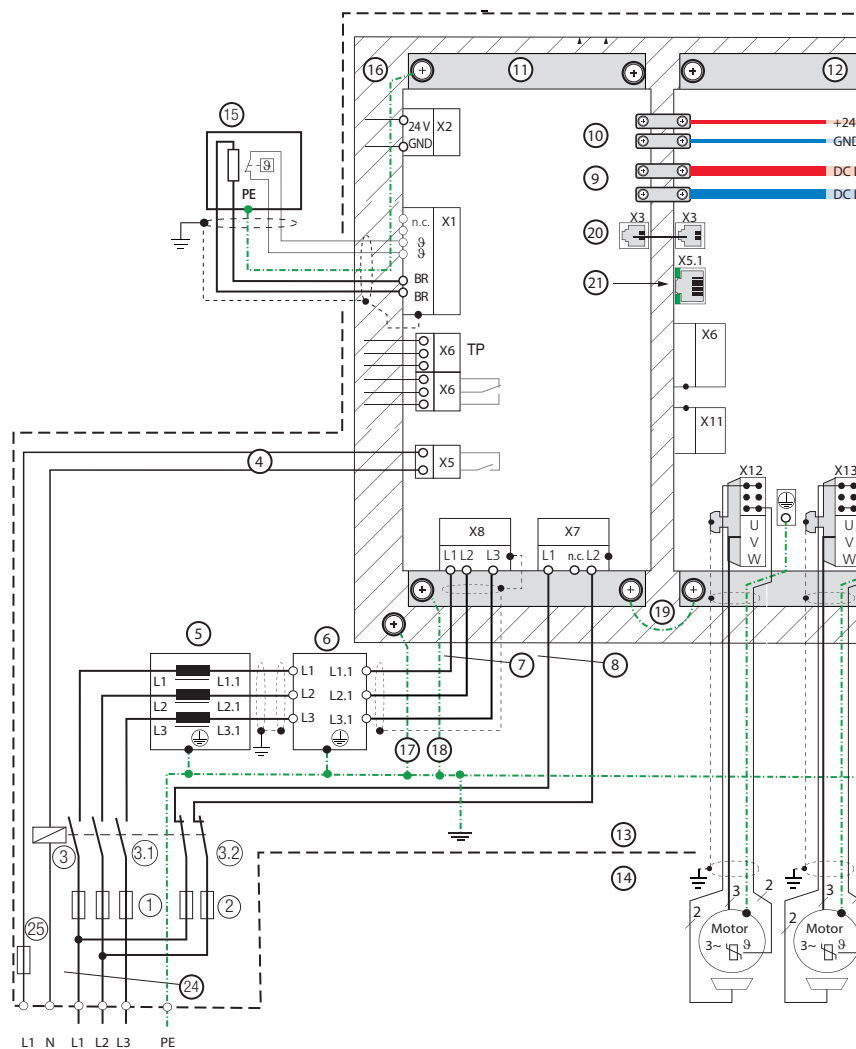 16
11
12
15
24 V
X2
GND
10
+24
GND
9
DC
DC
PE
n.c.
X1
ϑ
ϑ
ϑ
BR
BR
20
X3
X3
21
X5.1
X6
TP
X6
X6
X11
4
X5
X12
X13
X8
X7
L1
L2
L3
L1
n.c.
L2
U
V
W
U
V
W
19
5
6
7
8
L1
L1.1
L2
L2.1
L3
L3.1
L1
L1.1
L2
L2.1
L3
L3.1
17
18
3
3.1
3.2
13
14
1
2
25
24
2
3
2
2
3
Motor
3~
ϑ
Motor
3~
ϑ
L1 N L1 L2 L3 PE